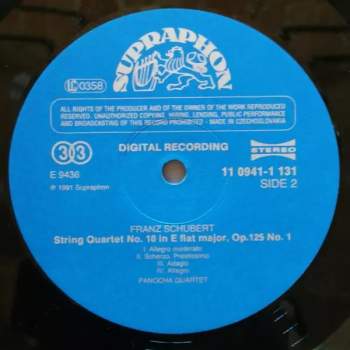 SUPRAPHON
LC 0358
ALL RIGHTS OF THE PRODUCER AND OF THE OWNER OF THE WORK REPRODUCED
RESERVED. UNAUTHORIZED COPYING, HIRING, LENDING, PUBLIC PERFORMANCE
AND BROADCASTING OF THIS RECORD PROHIBITED - MADE IN CZECHOSLOVAKIA
33
DIGITAL RECORDING
STEREO
E 9436
11 0941-1 131
℗ 1991 Supraphon
SIDE 2
FRANZ SCHUBERT
String Quartet No. 10 in E flat major, Op.125 No. 1
I. Allegro moderato
II. Scherzo. Prestissimo
III. Adagio
IV. Allegro
PANOCHA QUARTET